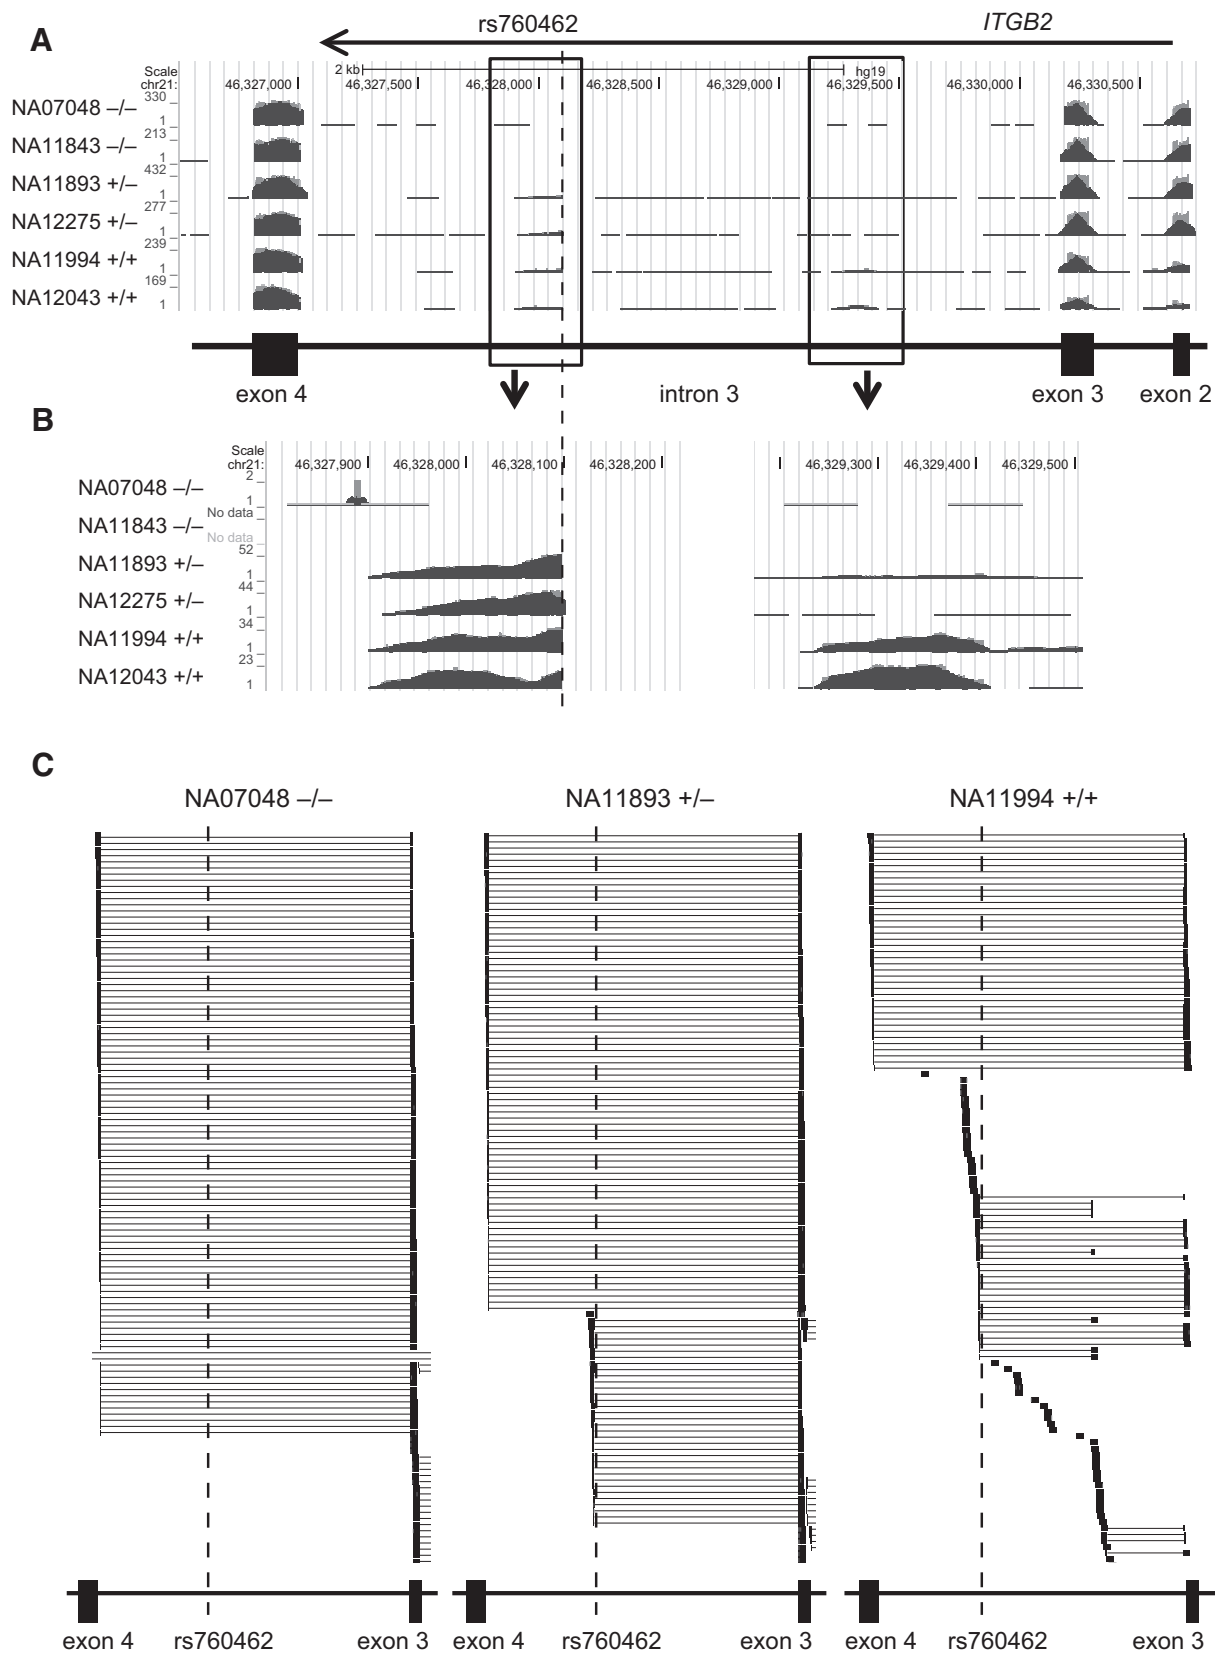 A
rs760462
ITGB2
Scale
2 kb
hg19
chr21:
46,327,000
46,327,500
46,328,000
46,328,500
46,329,000
46,329,500
46,330,000
46,330,500
NA07048 –/–
330
1
NA11843 –/–
213
1
NA11893 +/–
432
1
NA12275 +/–
277
1
NA11994 +/+
239
1
NA12043 +/+
169
1
exon 4
intron 3
exon 3
exon 2
B
Scale
chr21:
46,327,900
46,328,000
46,328,100
46,328,200
46,329,300
46,329,400
46,329,500
NA07048 –/–
2
1
NA11843 –/–
No data
No data
NA11893 +/–
52
1
NA12275 +/–
44
1
NA11994 +/+
34
1
NA12043 +/+
23
1
C
NA07048 –/–
NA11893 +/–
NA11994 +/+
exon 4
rs760462
exon 3
exon 4
rs760462
exon 3
exon 4
rs760462
exon 3